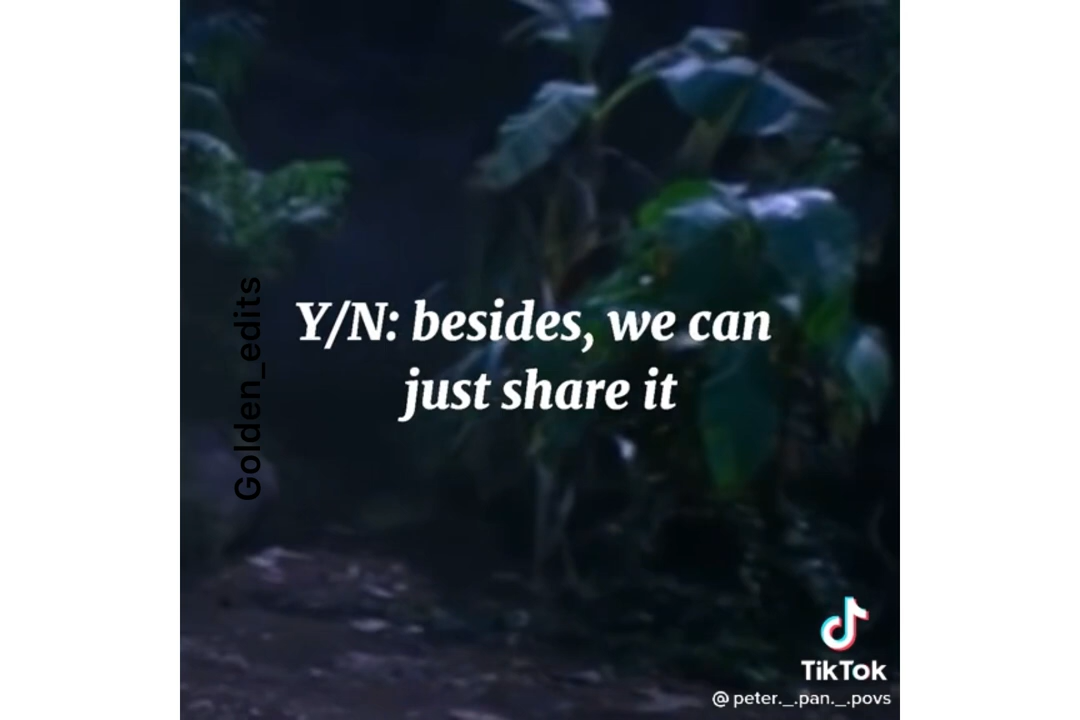 Golden_edits
Y/N: besides, we can
just share it
TikTok
@peter._.pan._.povs